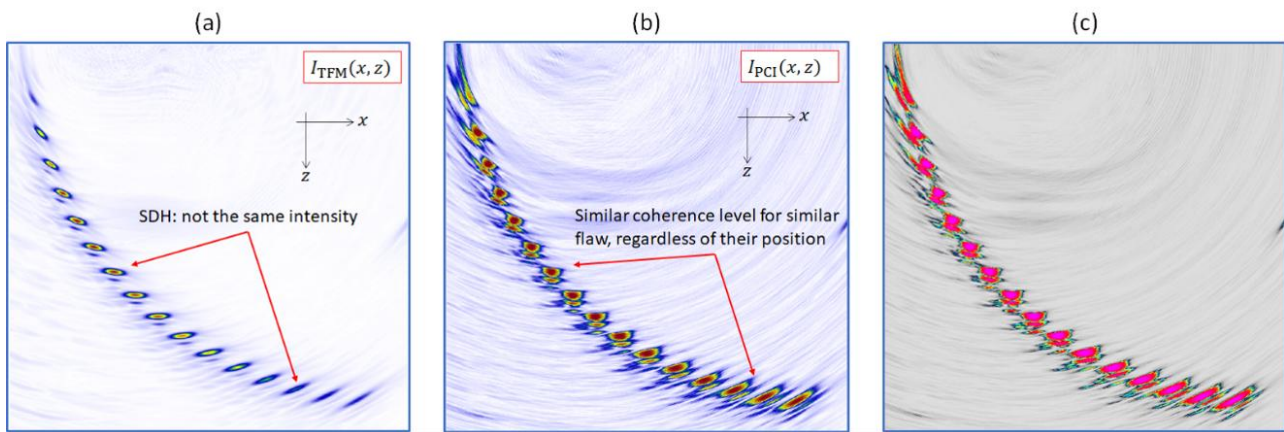 (a)
(b)
(c)
I_TFM(x, z)
I_PCI(x, z)
x
z
x
z
SDH: not the same intensity
Similar coherence level for similar
flaw, regardless of their position